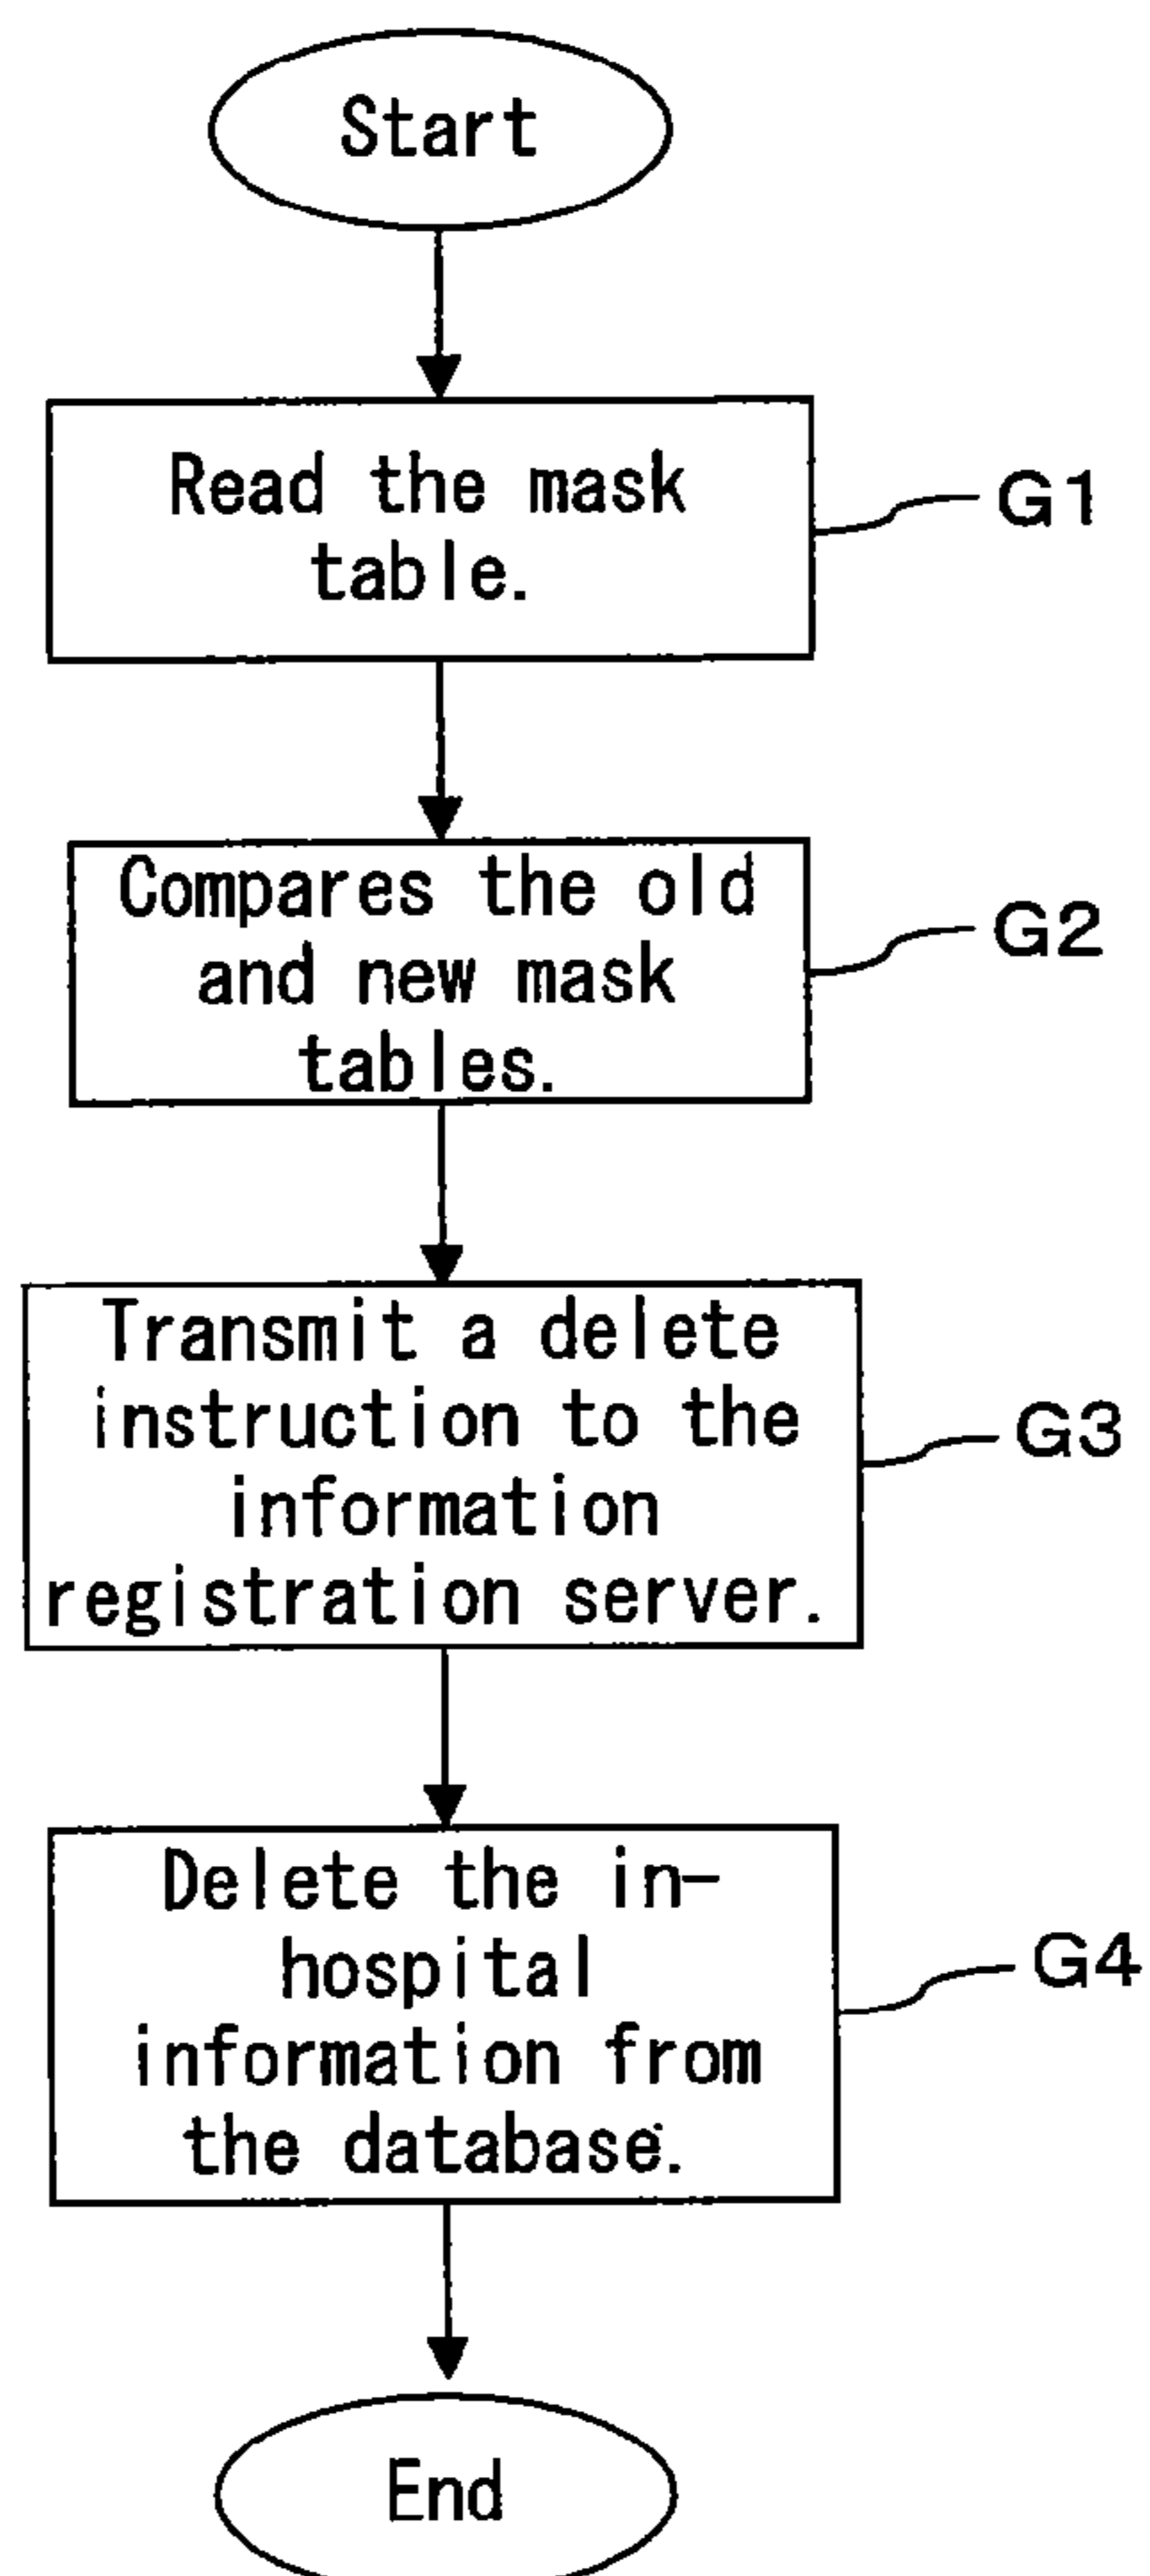 Start
Read the mask
table.
G1
Compares the old
and new mask
tables.
G2
Transmit a delete
instruction to the
information
registration server.
G3
Delete the in-
hospital
information from
the database.
G4
End